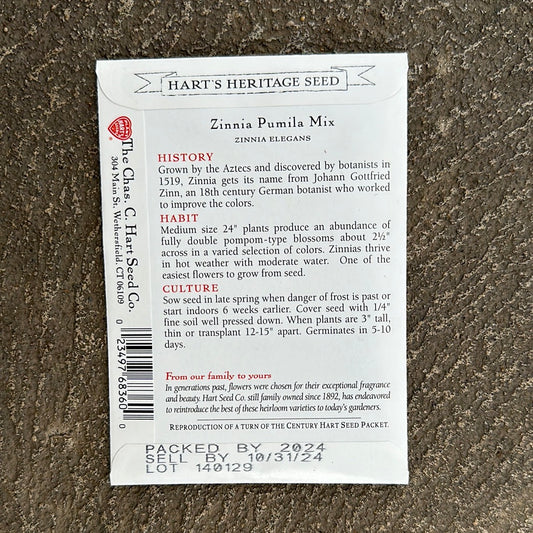 HART'S HERITAGE SEED
Zinnia Pumila Mix
ZINNIA ELEGANS
HISTORY
Grown by the Aztecs and discovered by botanists in
1519, Zinnia gets its name from Johann Gottfried
Zinn, an 18th century German botanist who worked
to improve the colors.
HABIT
Medium size 24" plants produce an abundance of
fully double pompom-type blossoms about 2½"
across in a varied selection of colors. Zinnias thrive
in hot weather with moderate water. One of the
easiest flowers to grow from seed.
CULTURE
Sow seed in late spring when danger of frost is past or
start indoors 6 weeks earlier. Cover seed with 1/4"
fine soil well pressed down. When plants are 3" tall,
thin or transplant 12-15" apart. Germinates in 5-10
days.
From our family to yours
In generations past, flowers were chosen for their exceptional fragrance
and beauty. Hart Seed Co. still family owned since 1892, has endeavored
to reintroduce the best of these heirloom varieties to today's gardeners.
REPRODUCTION OF A TURN OF THE CENTURY HART SEED PACKET.
PACKED BY 2024
SELL BY 10/31/24
LOT 140129
The Chas. C. Hart Seed Co.
304 Main St. Wethersfield, CT 06109
0 23497 68360 0